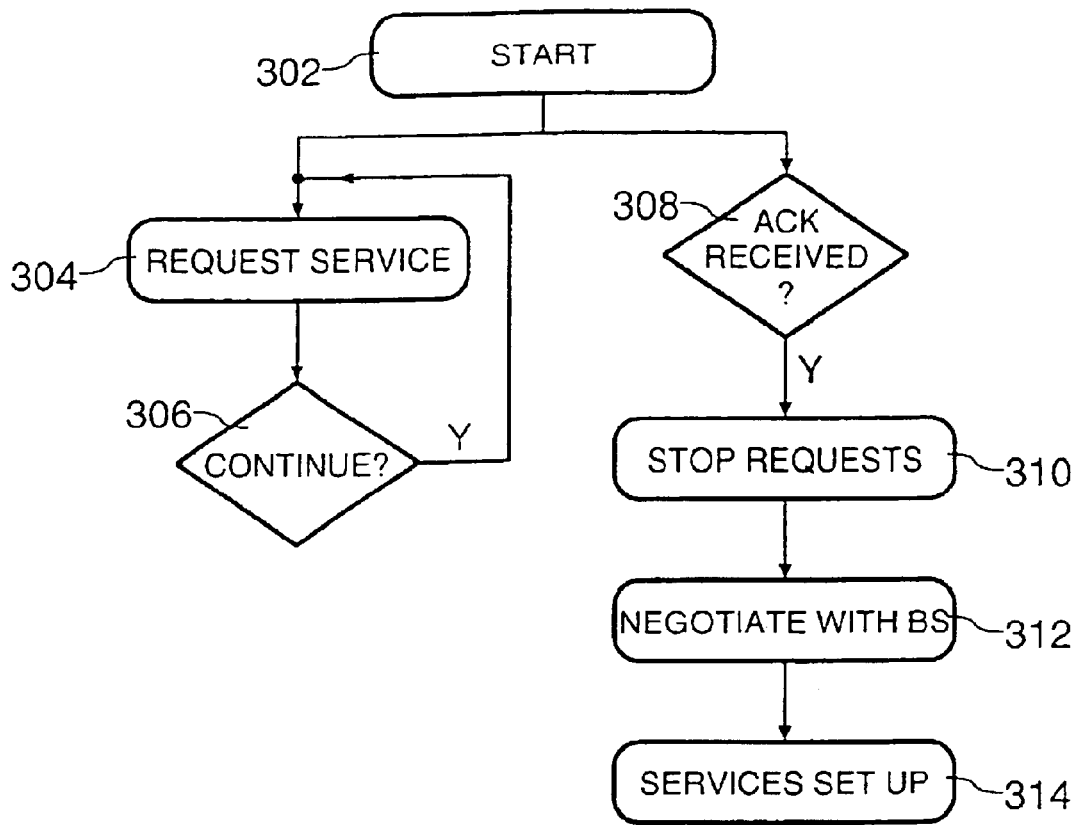 302
START
308
ACK
RECEIVED
?
304
REQUEST SERVICE
Y
306
CONTINUE?
Y
STOP REQUESTS
310
NEGOTIATE WITH BS
312
SERVICES SET UP
314